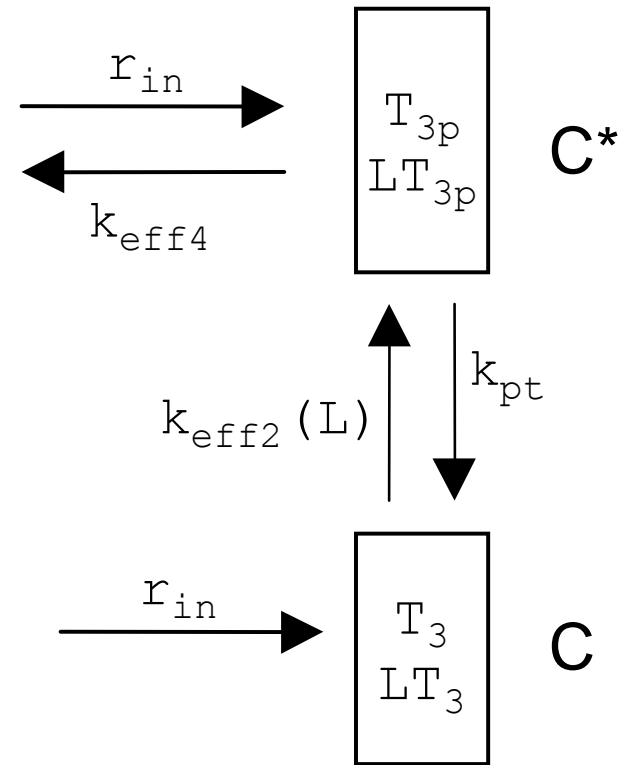 r_in
T_3p
LT_3p
C*
k_eff4
k_pt
k_eff2 (L)
r_in
T_3
LT_3
C